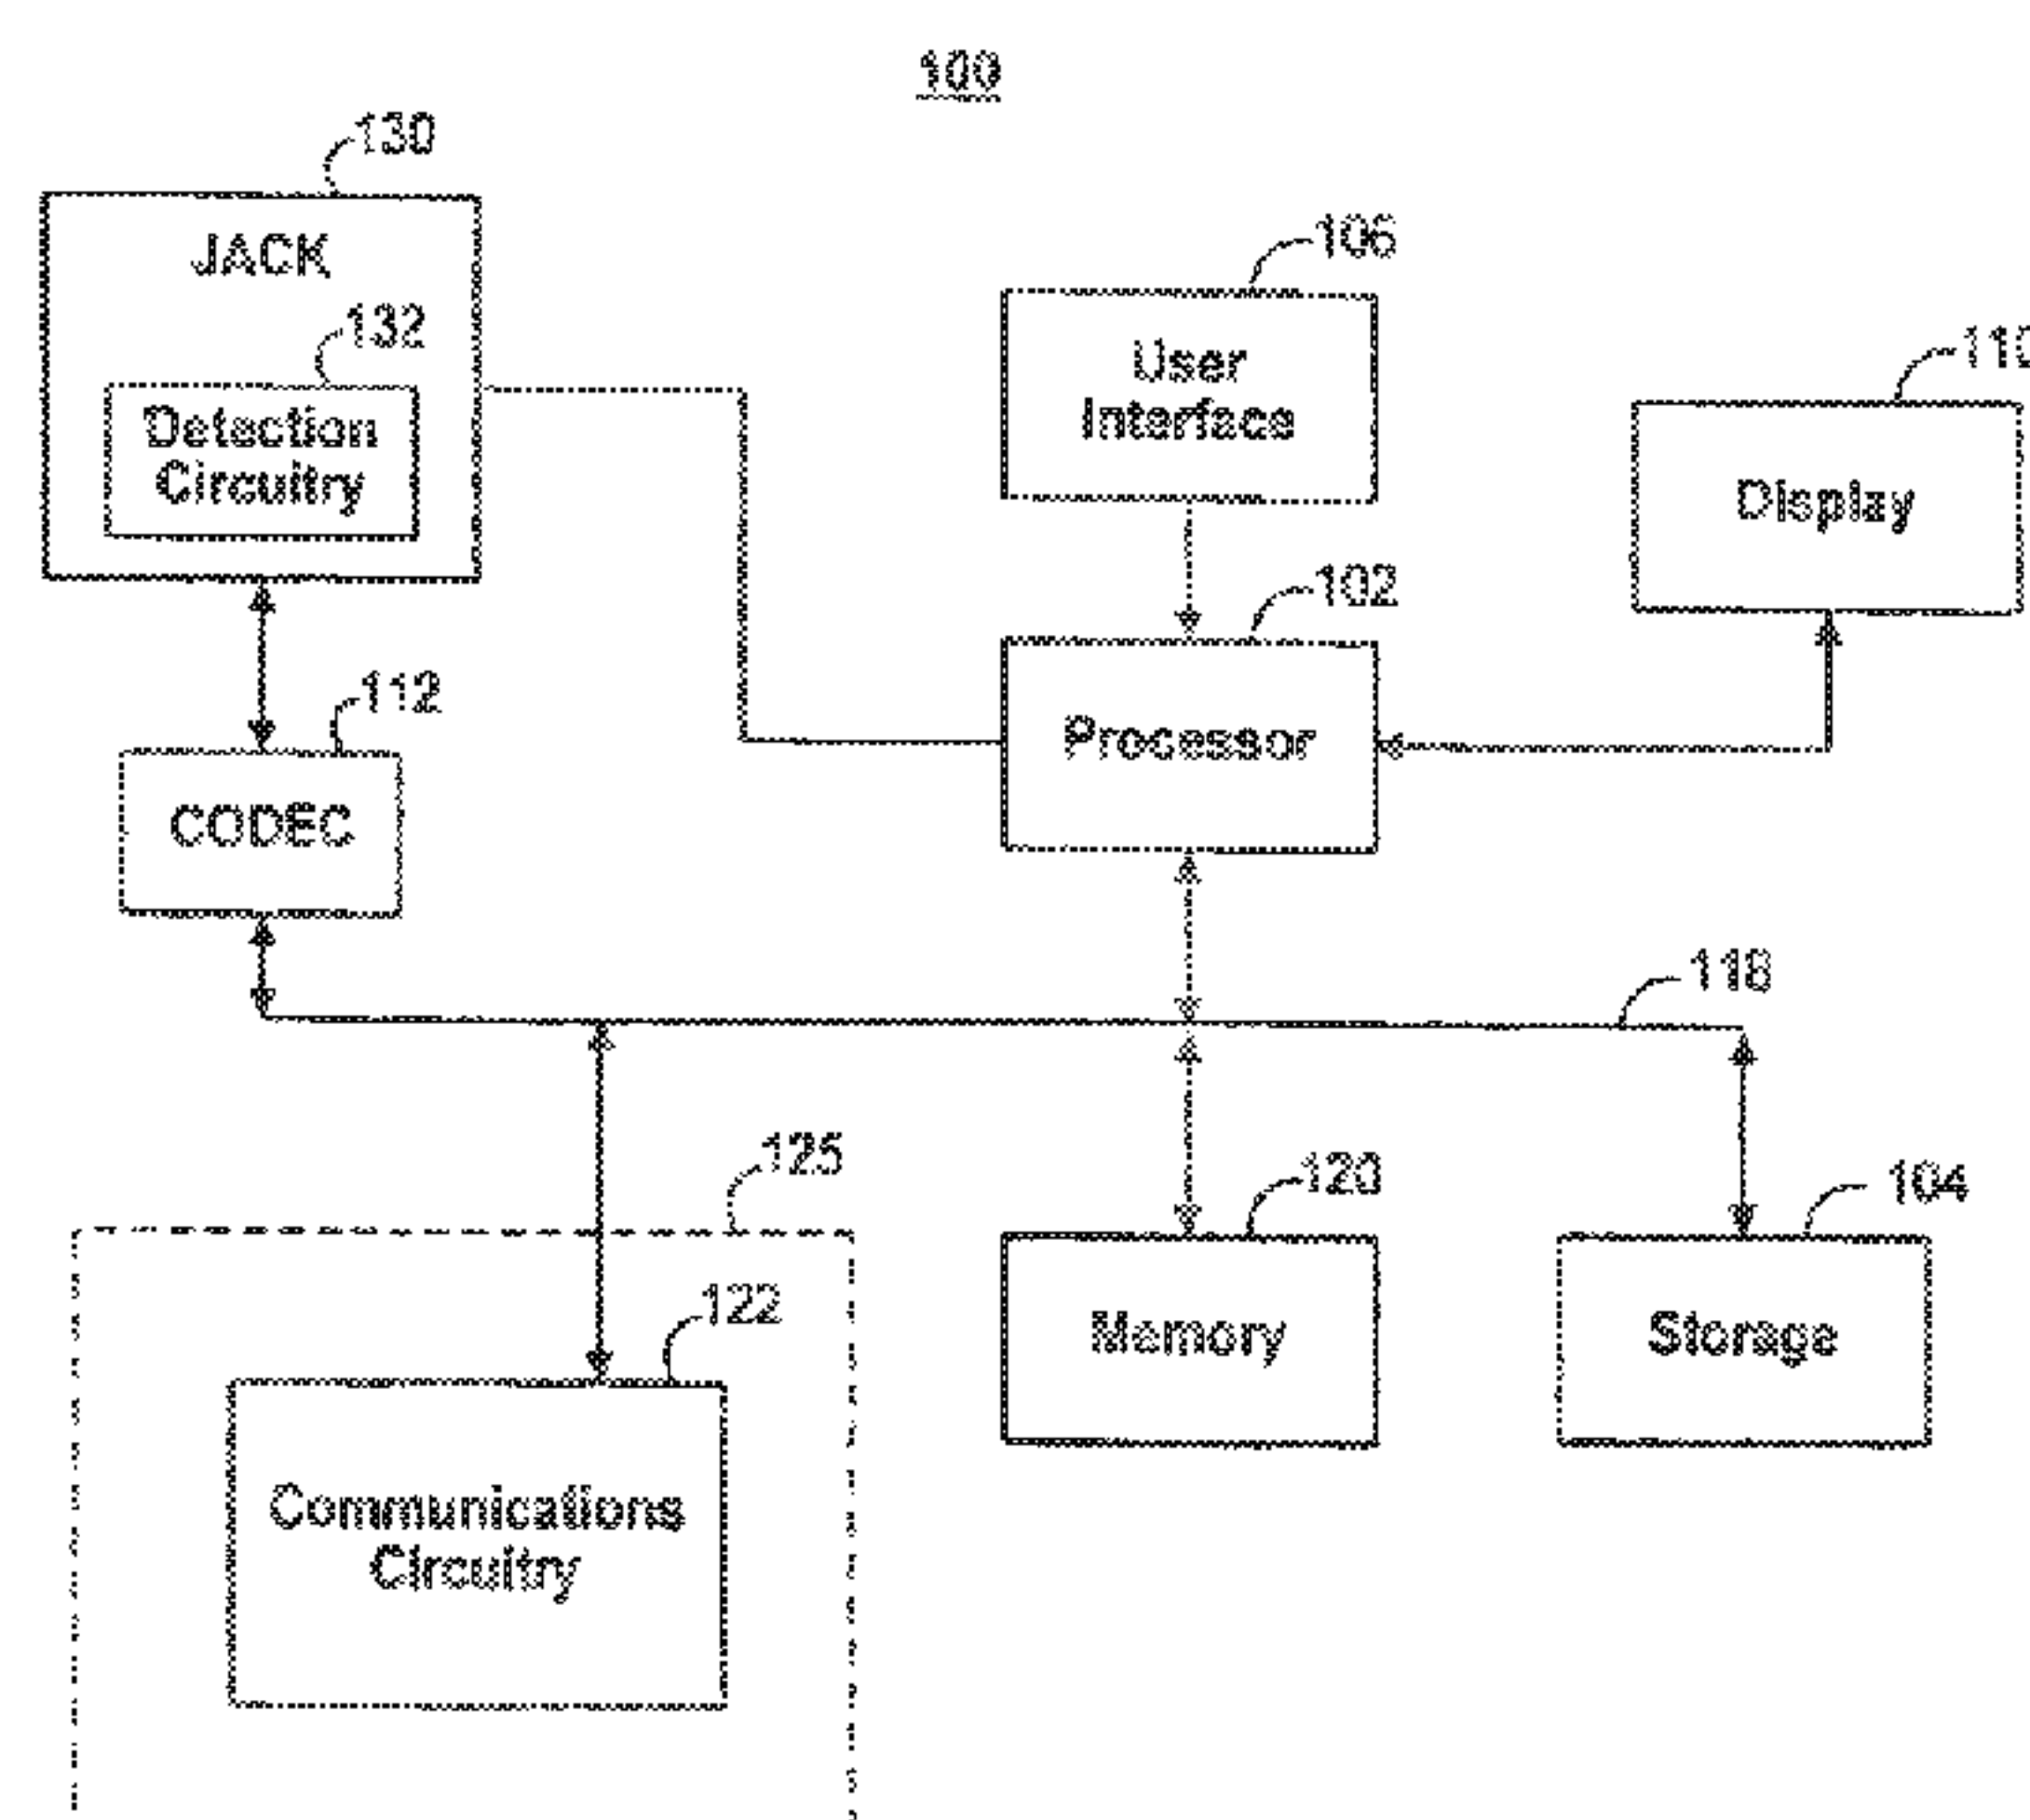 100
130
JACK
132
Detection
Circuitry
106
User
Interface
110
Display
102
Processor
112
CODEC
118
125
122
Communications
Circuitry
120
Memory
104
Storage